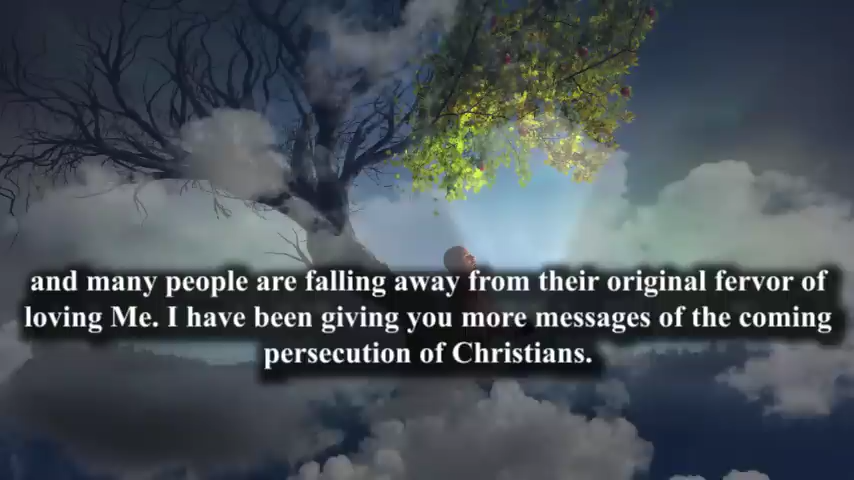 and many people are falling away from their original fervor of
loving Me. I have been giving you more messages of the coming
persecution of Christians.